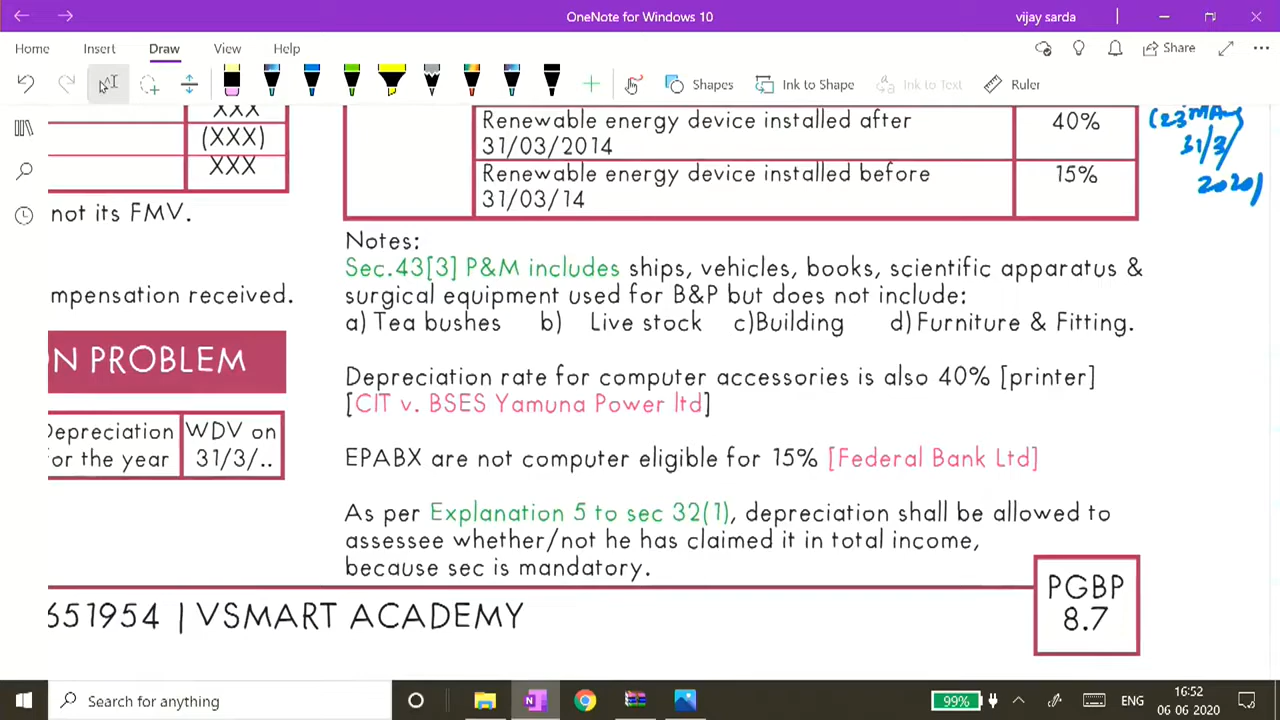 OneNote for Windows 10
vijay sarda
Home Insert Draw View Help
Share
Shapes
Ink to Shape
Ink to Text
Ruler
XXX
(XXX)
XXX
not its FMV.
mpensation received.
ON PROBLEM
Depreciation for the year
WDV on 31/3/..
Renewable energy device installed after 31/03/2014
40%
Renewable energy device installed before 31/03/14
15%
31/3/
2020)
Notes:
Sec.43[3] P&M includes ships, vehicles, books, scientific apparatus &
surgical equipment used for B&P but does not include:
a) Tea bushes b) Live stock c)Building d)Furniture & Fitting.
Depreciation rate for computer accessories is also 40% [printer]
[CIT v. BSES Yamuna Power ltd]
EPABX are not computer eligible for 15% [Federal Bank Ltd]
As per Explanation 5 to sec 32(1), depreciation shall be allowed to
assessee whether/not he has claimed it in total income,
because sec is mandatory.
PGBP
8.7
651954 | VSMART ACADEMY
Search for anything
99%
ENG
16:52
06-06-2020